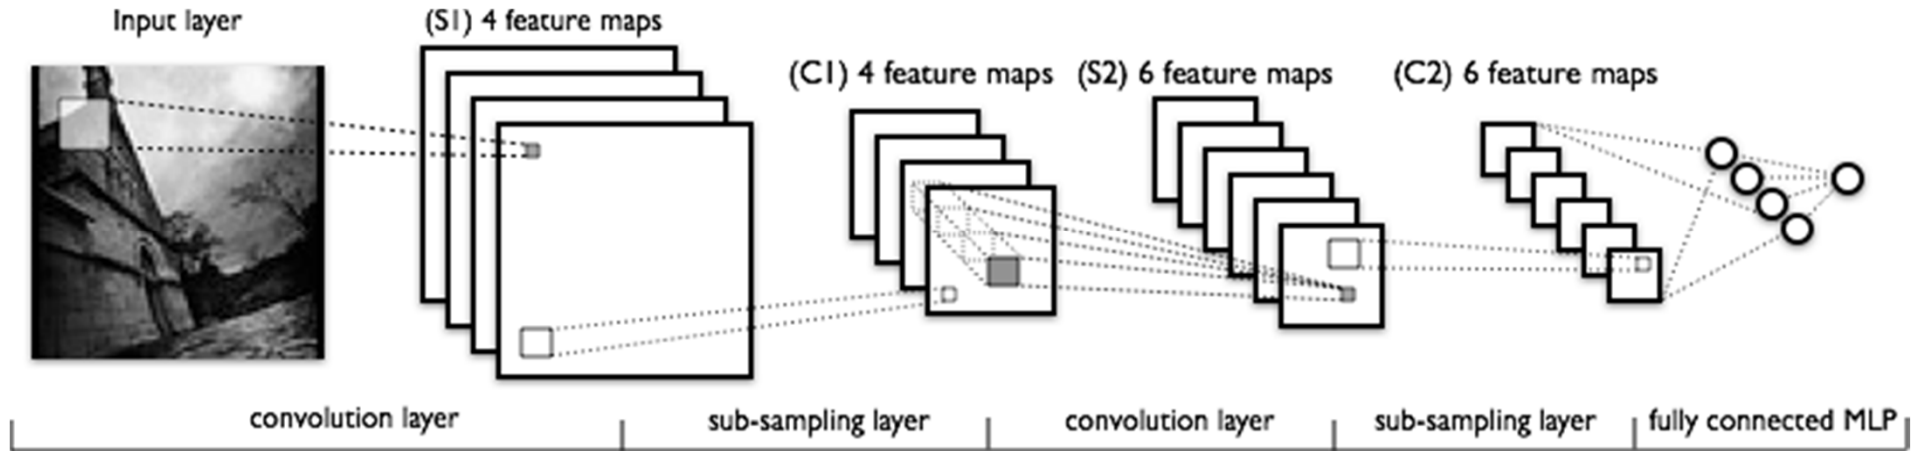 Input layer
(S1) 4 feature maps
(C1) 4 feature maps
(S2) 6 feature maps
(C2) 6 feature maps
convolution layer
sub-sampling layer
convolution layer
sub-sampling layer
fully connected MLP